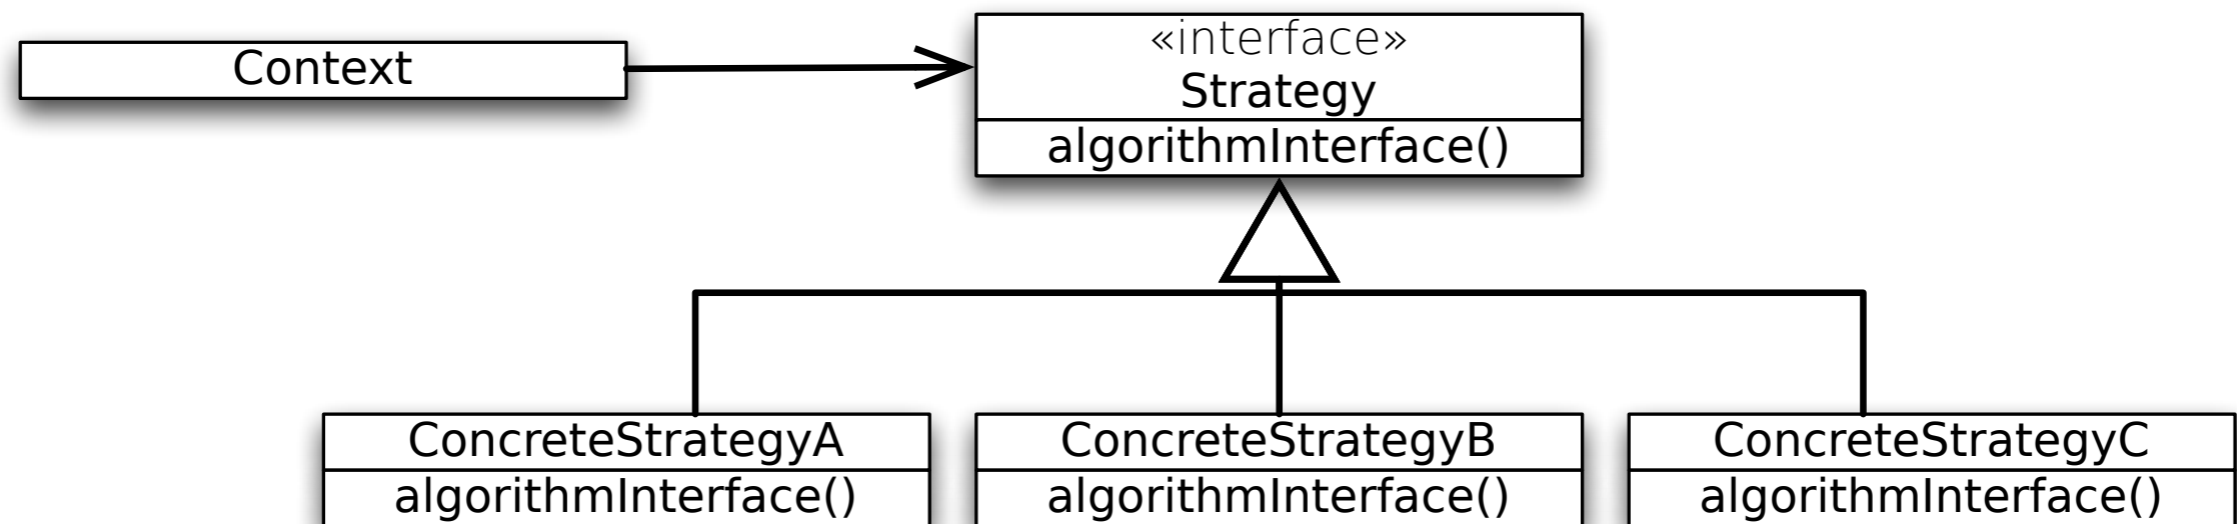 Context
«interface»
Strategy
algorithmInterface()
ConcreteStrategyA
algorithmInterface()
ConcreteStrategyB
algorithmInterface()
ConcreteStrategyC
algorithmInterface()